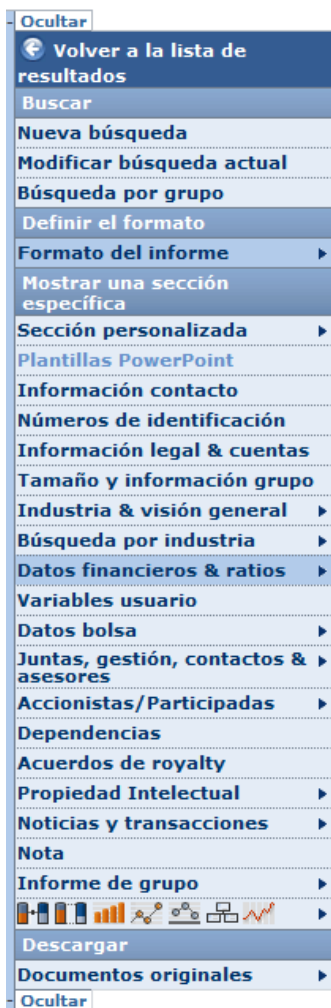 Ocultar
Volver a la lista de
resultados
Buscar
Nueva búsqueda
Modificar búsqueda actual
Búsqueda por grupo
Definir el formato
Formato del informe
Mostrar una sección
específica
Sección personalizada
Plantillas PowerPoint
Información contacto
Números de identificación
Información legal & cuentas
Tamaño y información grupo
Industria & visión general
Búsqueda por industria
Datos financieros & ratios
Variables usuario
Datos bolsa
Juntas, gestión, contactos &
asesores
Accionistas/Participadas
Dependencias
Acuerdos de royalty
Propiedad Intelectual
Noticias y transacciones
Nota
Informe de grupo
Descargar
Documentos originales
Ocultar